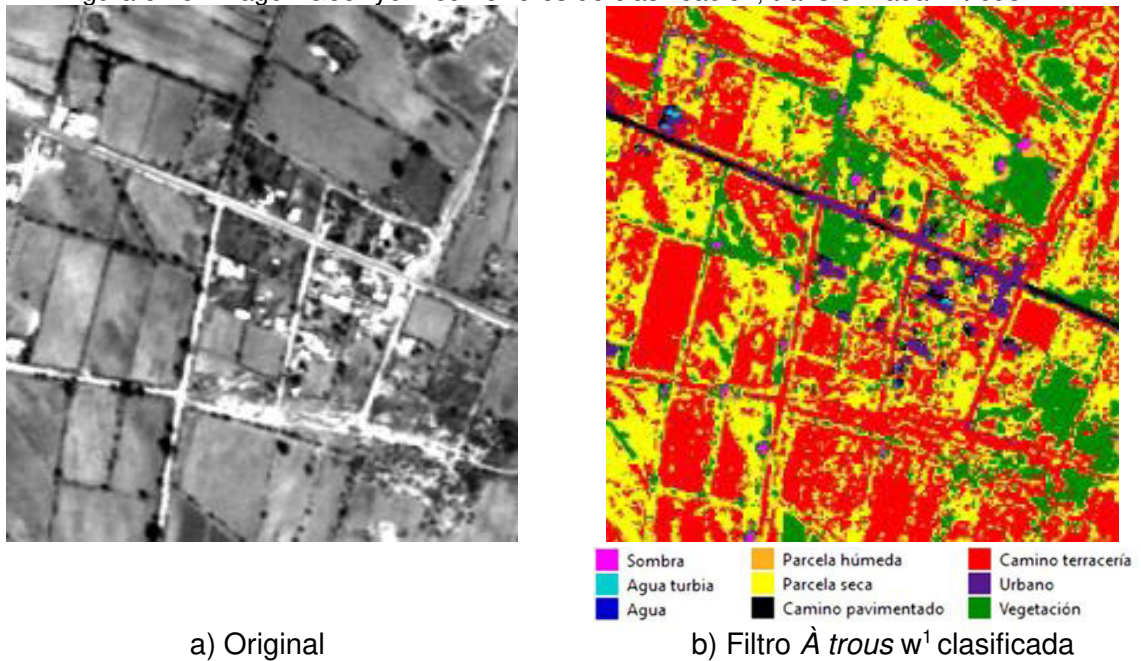 Sombra Parcela húmeda Camino terracería
Agua turbia Parcela seca Urbano
Agua Camino pavimentado Vegetación
a) Original b) Filtro À trous w¹ clasificada